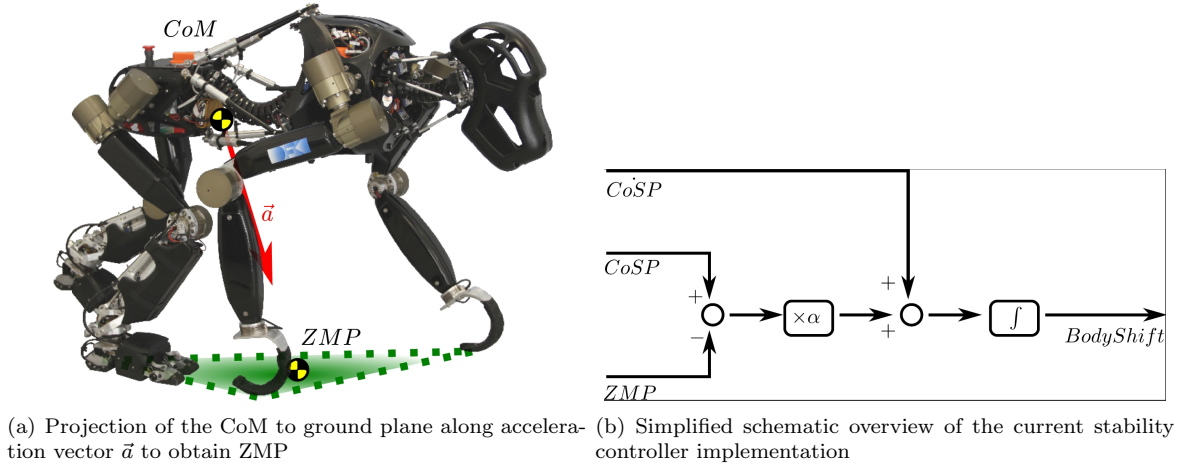 CoM
a⃗
ZMP
(a) Projection of the CoM to ground plane along accelera-
tion vector a⃗ to obtain ZMP
CoṠP
CoSP
+
−
ZMP
×α
+
+
∫
BodyShift
(b) Simplified schematic overview of the current stability
controller implementation